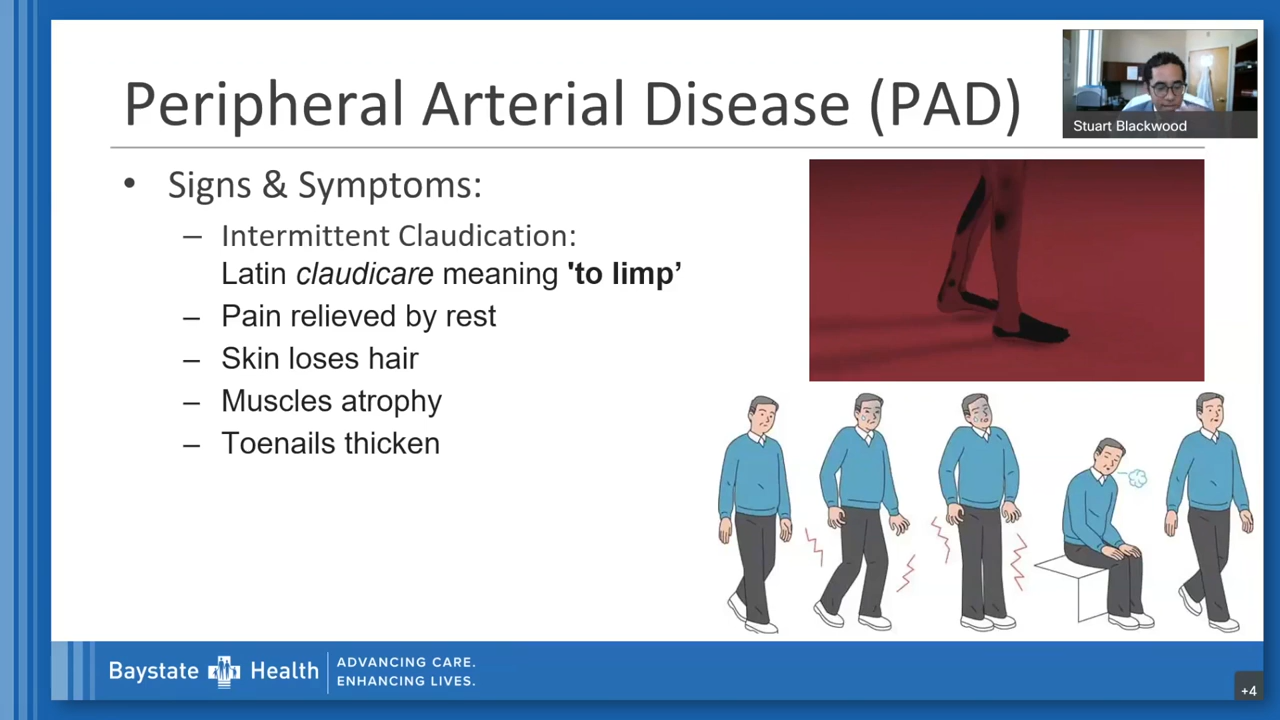 Peripheral Arterial Disease (PAD)
Stuart Blackwood
• Signs & Symptoms:
– Intermittent Claudication:
Latin claudicare meaning 'to limp’
– Pain relieved by rest
– Skin loses hair
– Muscles atrophy
– Toenails thicken
Baystate Health
ADVANCING CARE.
ENHANCING LIVES.
+4